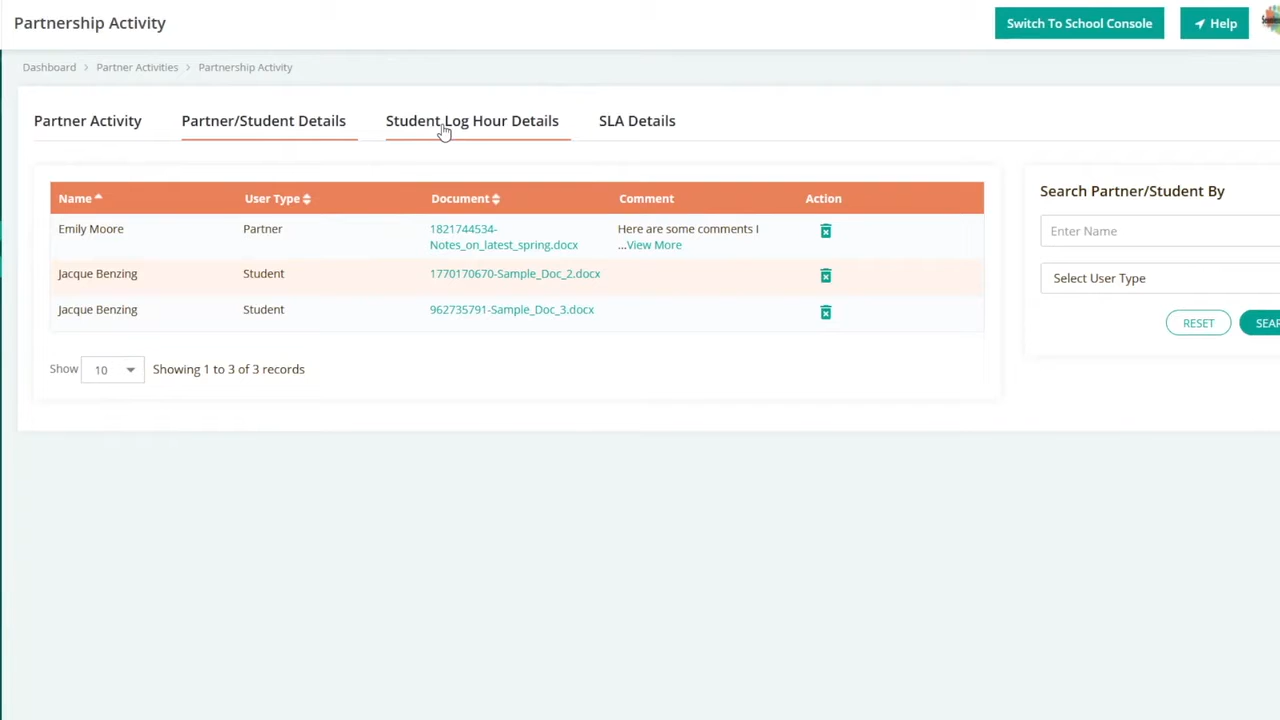 Partnership Activity
Switch To School Console
Help
Dashboard > Partner Activities > Partnership Activity
Partner Activity
Partner/Student Details
Student Log Hour Details
SLA Details
Name
User Type
Document
Comment
Action
Emily Moore
Partner
1821744534-
Notes_on_latest_spring.docx
Here are some comments I
...View More
Jacque Benzing
Student
1770170670-Sample_Doc_2.docx
Jacque Benzing
Student
962735791-Sample_Doc_3.docx
Show 10 Showing 1 to 3 of 3 records
Search Partner/Student By
Enter Name
Select User Type
RESET
SEAR